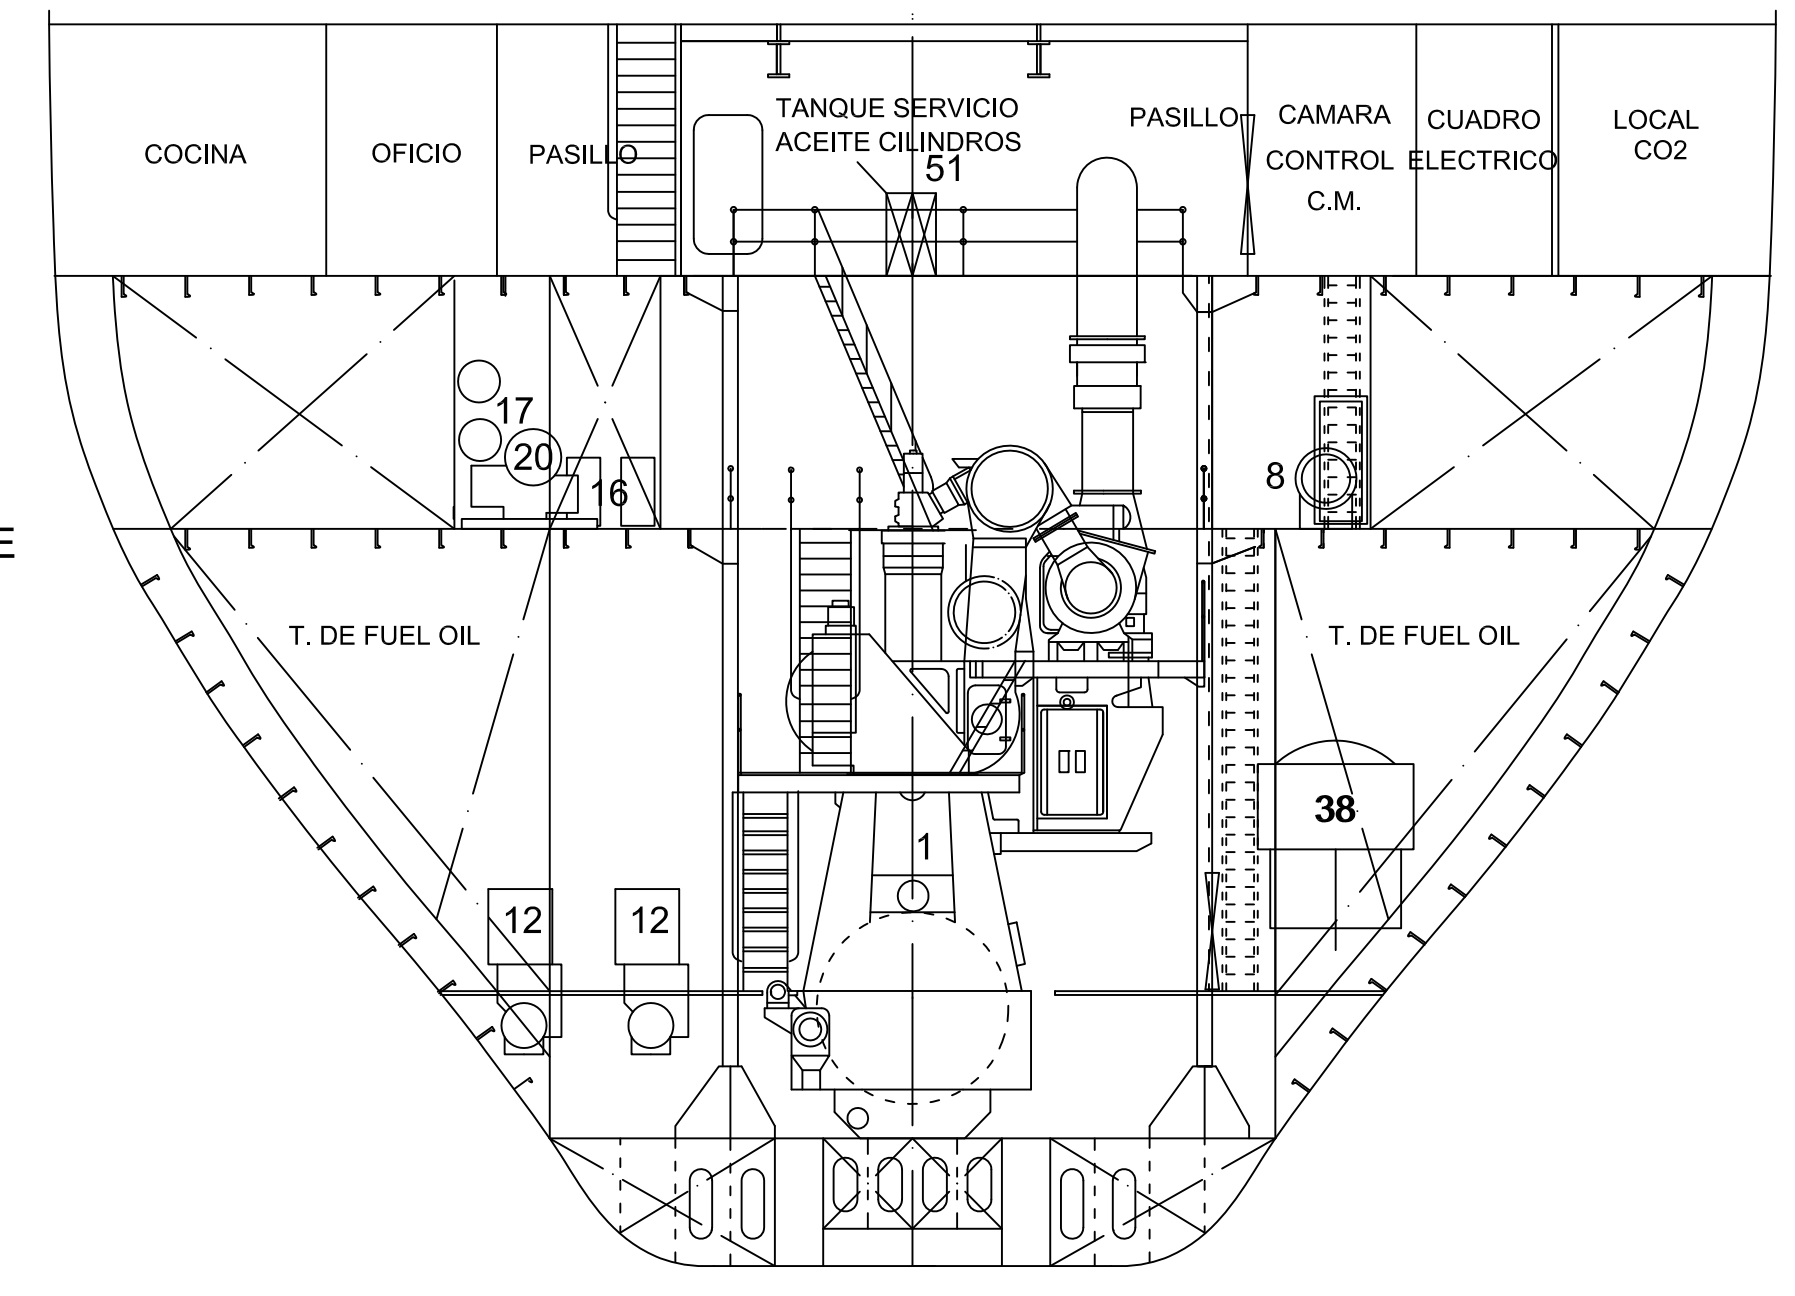 TANQUE SERVICIO
ACEITE CILINDROS
51
COCINA
OFICIO
PASILLO
PASILLO
CAMARA
CONTROL
C.M.
CUADRO
ELECTRICO
LOCAL
CO2
17
20
16
8
E
T. DE FUEL OIL
T. DE FUEL OIL
38
1
12
12